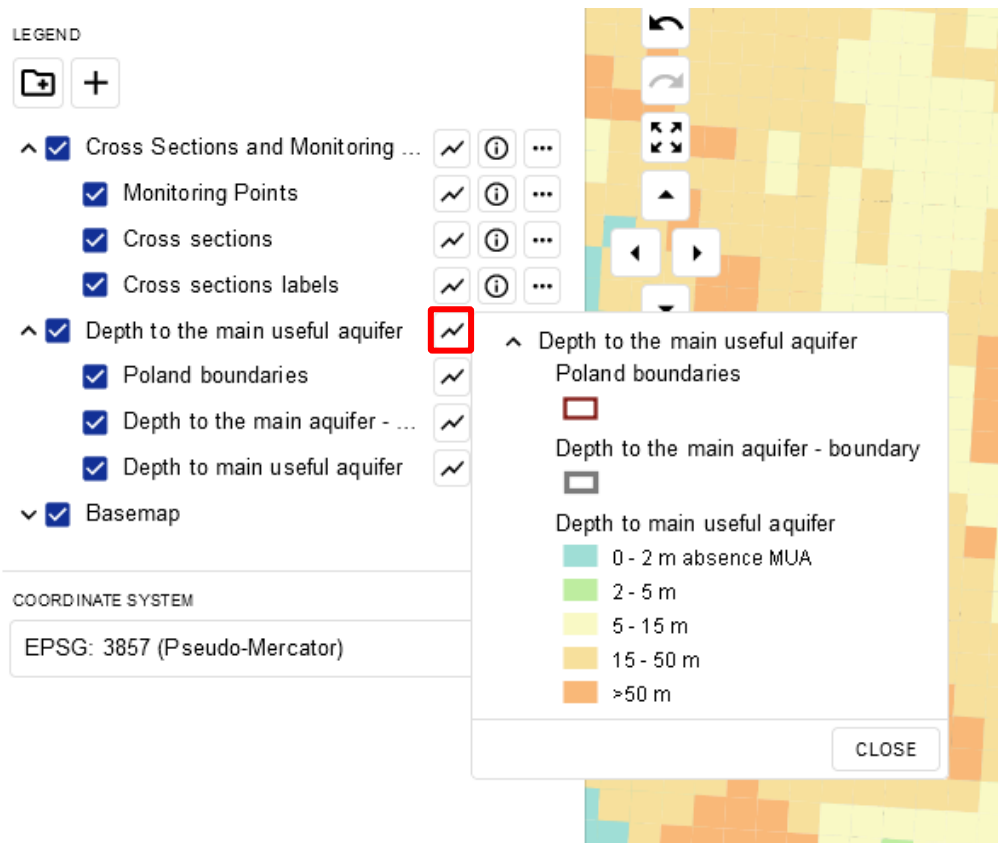 LEGEND
Cross Sections and Monitoring ...
Monitoring Points
Cross sections
Cross sections labels
Depth to the main useful aquifer
Poland boundaries
Depth to the main aquifer - ...
Depth to main useful aquifer
Basemap
COORDINATE SYSTEM
EPSG: 3857 (Pseudo-Mercator)
Depth to the main useful aquifer
Poland boundaries
Depth to the main aquifer - boundary
Depth to main useful aquifer
0 - 2 m absence MUA
2 - 5 m
5 - 15 m
15 - 50 m
>50 m
CLOSE